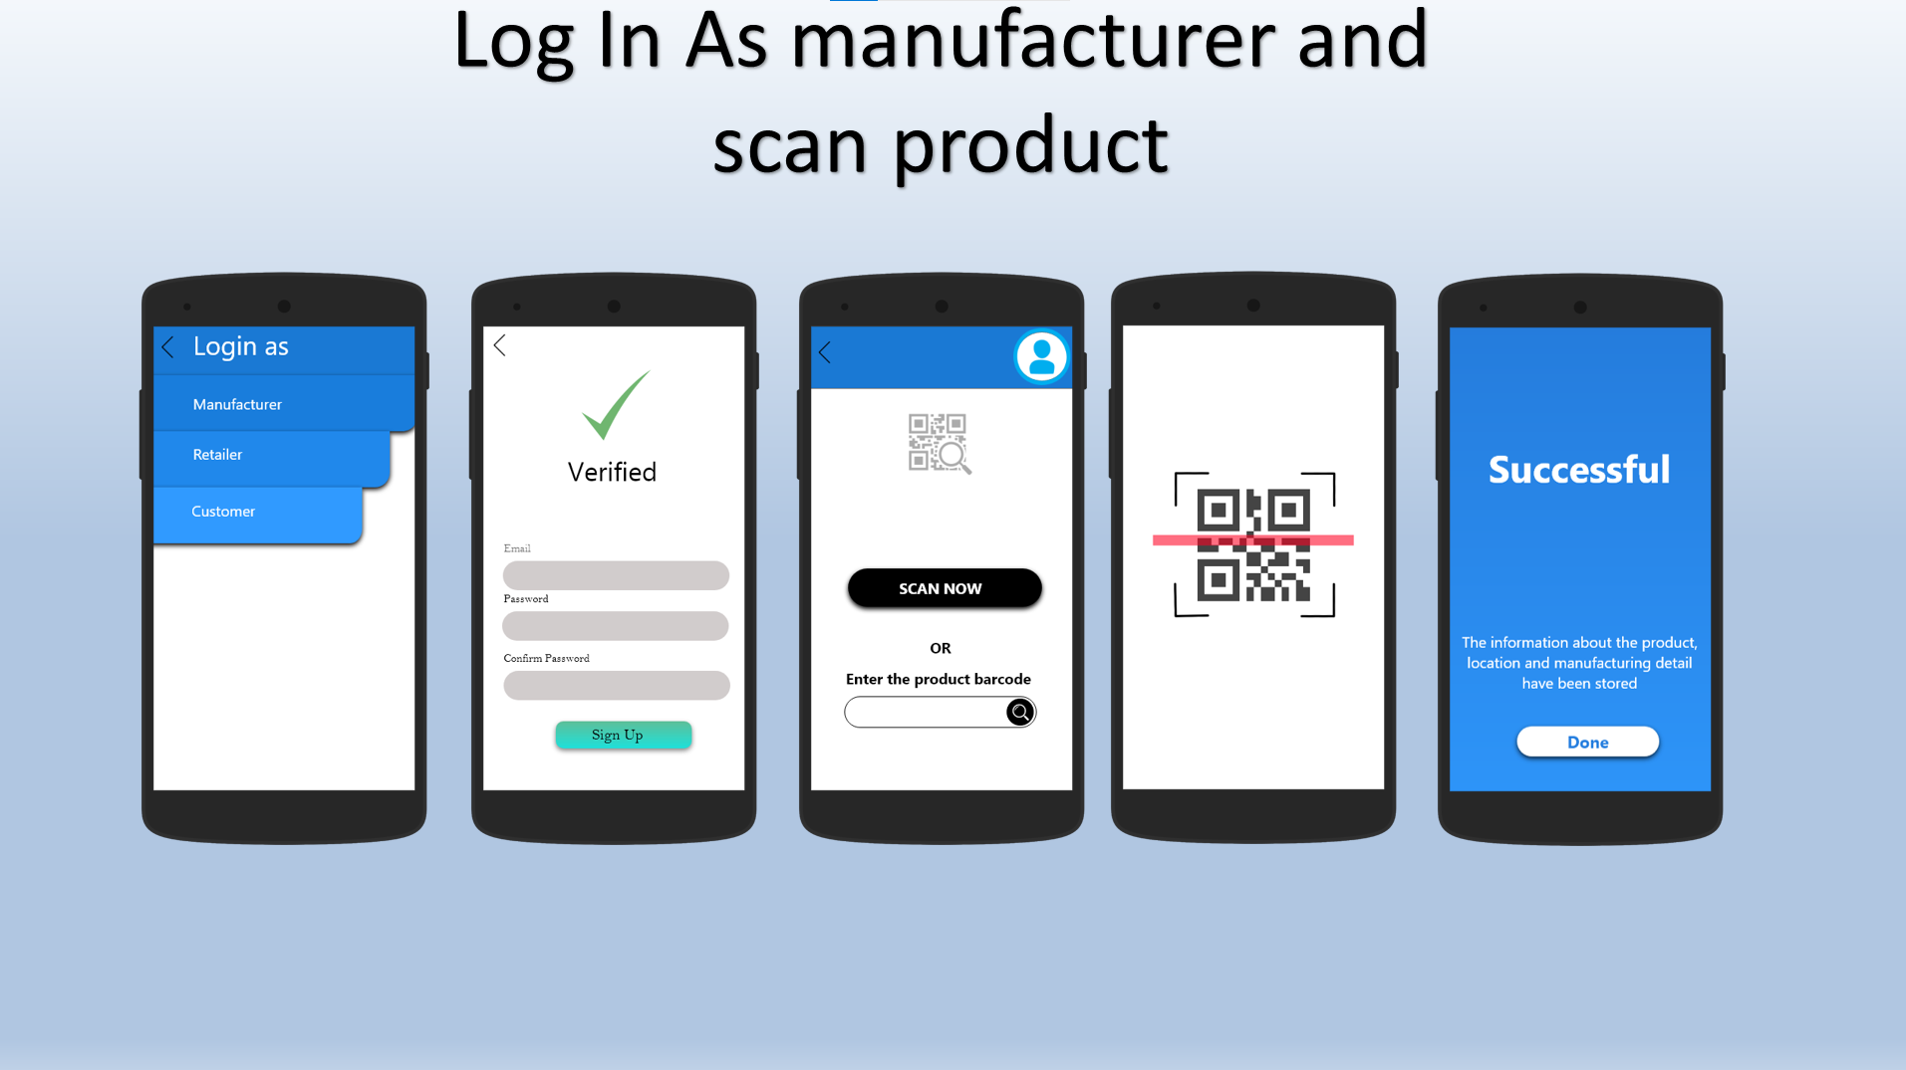 Log In As manufacturer and
scan product
Login as
Manufacturer
Retailer
Customer
Verified
Email
Password
Confirm Password
Sign Up
SCAN NOW
OR
Enter the product barcode
Successful
The information about the product,
location and manufacturing detail
have been stored
Done